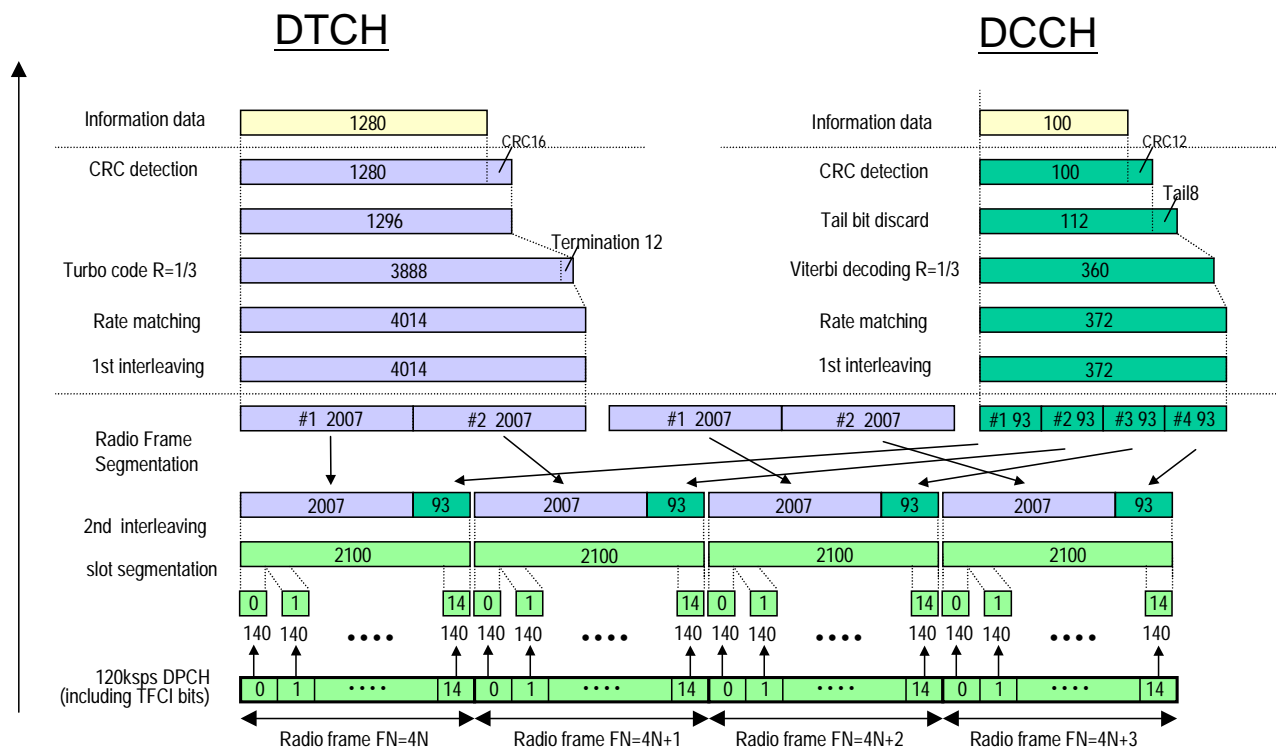 DTCH DCCH
Information data 1280 Information data 100
CRC16 CRC12
CRC detection 1280 CRC detection 100
Tail8
1296 Tail bit discard 112
Termination 12
Turbo code R=1/3 3888 Viterbi decoding R=1/3 360
Rate matching 4014 Rate matching 372
1st interleaving 4014 1st interleaving 372
#1 2007 #2 2007 #1 2007 #2 2007 #1 93 #2 93 #3 93 #4 93
Radio Frame
Segmentation
2007 93 2007 93 2007 93 2007 93
2nd interleaving
2100 2100 2100 2100
slot segmentation
0 1 14 0 1 14 0 1 14 0 1 14
140 140 •••• 140 140 140 •••• 140 140 140 •••• 140 140 140 •••• 140
120ksps DPCH
(including TFCI bits)
0 1 •••• 14 0 1 •••• 14 0 1 •••• 14 0 1 •••• 14
Radio frame FN=4N Radio frame FN=4N+1 Radio frame FN=4N+2 Radio frame FN=4N+3